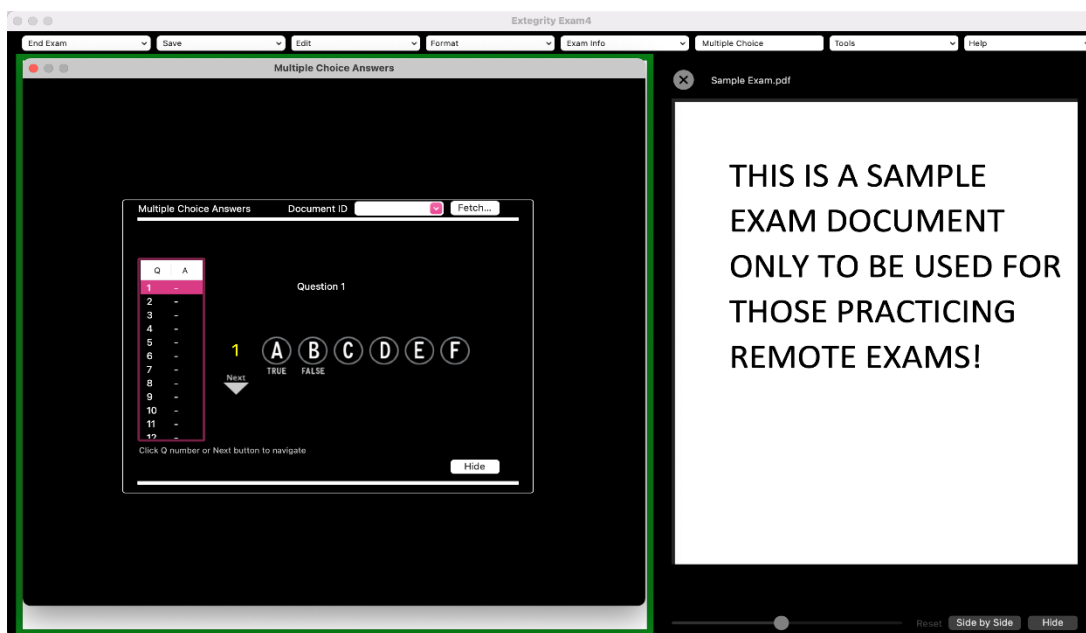 Extegrity Exam4
End Exam Save Edit Format Exam Info Multiple Choice Tools Help
Multiple Choice Answers
Multiple Choice Answers Document ID Fetch...
Q A
1 -
2 -
3 -
4 -
5 -
6 -
7 -
8 -
9 -
10 -
11 -
12 -
Question 1
1 A B C D E F
TRUE FALSE
Next
Click Q number or Next button to navigate
Hide
Sample Exam.pdf
THIS IS A SAMPLE
EXAM DOCUMENT
ONLY TO BE USED FOR
THOSE PRACTICING
REMOTE EXAMS!
Reset Side by Side Hide